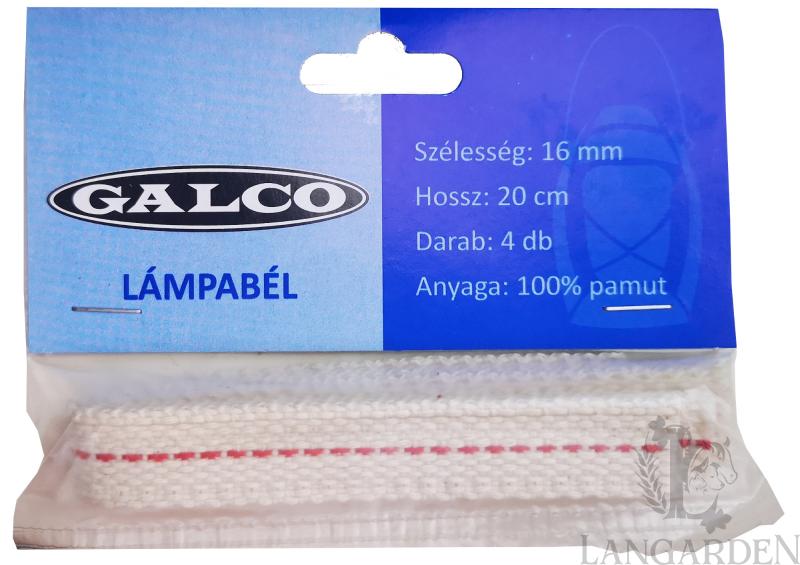 GALCO
LÁMPABÉL
Szélesség: 16 mm
Hossz: 20 cm
Darab: 4 db
Anyaga: 100% pamut
L
LANGARDEN